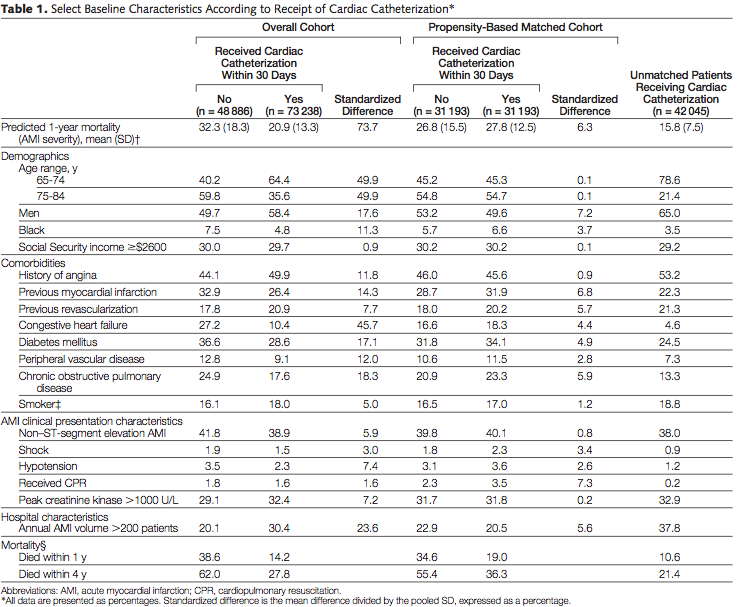 Table 1. Select Baseline Characteristics According to Receipt of Cardiac Catheterization*
Overall Cohort Propensity-Based Matched Cohort
Received Cardiac Catheterization Within 30 Days Received Cardiac Catheterization Within 30 Days Unmatched Patients Receiving Cardiac Catheterization (n = 42 045)
No (n = 48 886) Yes (n = 73 238) Standardized Difference No (n = 31 193) Yes (n = 31 193) Standardized Difference
Predicted 1-year mortality (AMI severity), mean (SD)† 32.3 (18.3) 20.9 (13.3) 73.7 26.8 (15.5) 27.8 (12.5) 6.3 15.8 (7.5)
Demographics
Age range, y
65-74 40.2 64.4 49.9 45.2 45.3 0.1 78.6
75-84 59.8 35.6 49.9 54.8 54.7 0.1 21.4
Men 49.7 58.4 17.6 53.2 49.6 7.2 65.0
Black 7.5 4.8 11.3 5.7 6.6 3.7 3.5
Social Security income ≥$2600 30.0 29.7 0.9 30.2 30.2 0.1 29.2
Comorbidities
History of angina 44.1 49.9 11.8 46.0 45.6 0.9 53.2
Previous myocardial infarction 32.9 26.4 14.3 28.7 31.9 6.8 22.3
Previous revascularization 17.8 20.9 7.7 18.0 20.2 5.7 21.3
Congestive heart failure 27.2 10.4 45.7 16.6 18.3 4.4 4.6
Diabetes mellitus 36.6 28.6 17.1 31.8 34.1 4.9 24.5
Peripheral vascular disease 12.8 9.1 12.0 10.6 11.5 2.8 7.3
Chronic obstructive pulmonary disease 24.9 17.6 18.3 20.9 23.3 5.9 13.3
Smoker‡ 16.1 18.0 5.0 16.5 17.0 1.2 18.8
AMI clinical presentation characteristics
Non–ST-segment elevation AMI 41.8 38.9 5.9 39.8 40.1 0.8 38.0
Shock 1.9 1.5 3.0 1.8 2.3 3.4 0.9
Hypotension 3.5 2.3 7.4 3.1 3.6 2.6 1.2
Received CPR 1.8 1.6 1.6 2.3 3.5 7.3 0.2
Peak creatinine kinase >1000 U/L 29.1 32.4 7.2 31.7 31.8 0.2 32.9
Hospital characteristics
Annual AMI volume >200 patients 20.1 30.4 23.6 22.9 20.5 5.6 37.8
Mortality§
Died within 1 y 38.6 14.2 34.6 19.0 10.6
Died within 4 y 62.0 27.8 55.4 36.3 21.4
Abbreviations: AMI, acute myocardial infarction; CPR, cardiopulmonary resuscitation.
*All data are presented as percentages. Standardized difference is the mean difference divided by the pooled SD, expressed as a percentage.